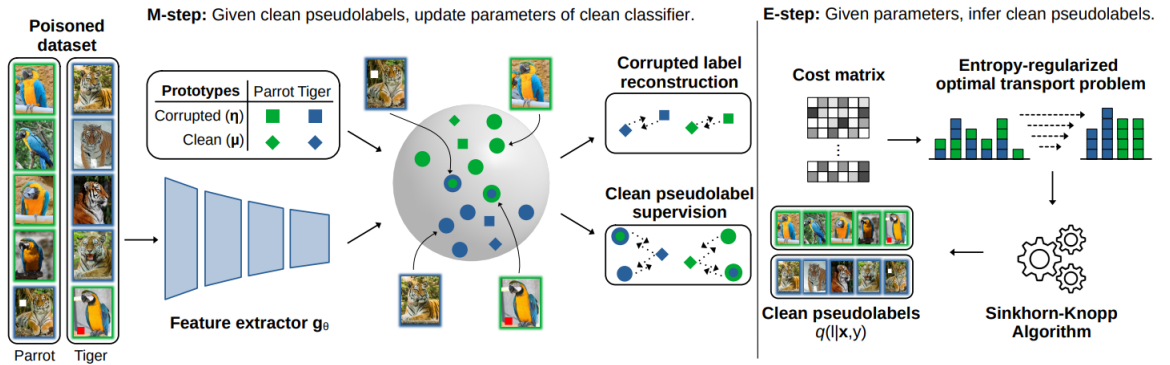 M-step: Given clean pseudolabels, update parameters of clean classifier.
E-step: Given parameters, infer clean pseudolabels.
Poisoned
dataset
Parrot
Tiger
Prototypes
Parrot Tiger
Corrupted (η)
Clean (μ)
Feature extractor gθ
Corrupted label
reconstruction
Clean pseudolabel
supervision
Cost matrix
Entropy-regularized
optimal transport problem
Clean pseudolabels
q(l|x,y)
Sinkhorn-Knopp
Algorithm